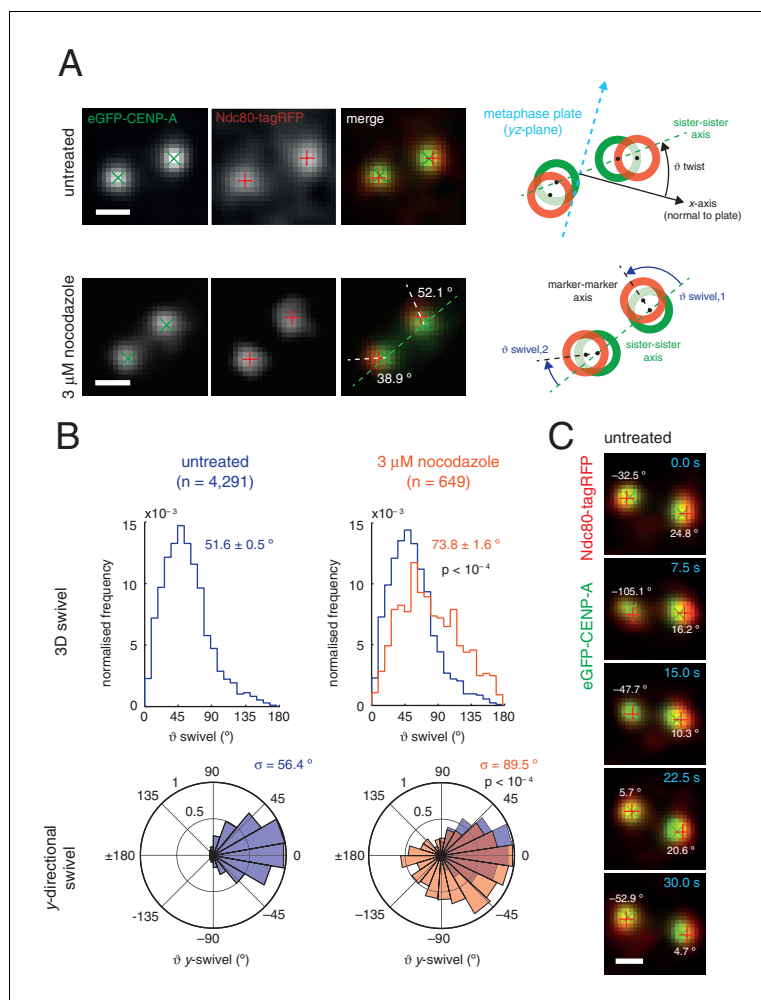 A
eGFP-CENP-A
Ndc80-tagRFP
merge
untreated
metaphase plate
(yz-plane)
sister-sister
axis
ϑ twist
x-axis
(normal to plate)
3 μM nocodazole
52.1 º
38.9 º
marker-marker
axis
ϑ swivel,1
ϑ swivel,2
sister-sister
axis
B
untreated
(n = 4,291)
3 μM nocodazole
(n = 649)
3D swivel
x10⁻³
15
10
5
0
normalised frequency
51.6 ± 0.5 º
0
45
90
135
180
ϑ swivel (º)
x10⁻³
15
10
5
0
normalised frequency
73.8 ± 1.6 º
p < 10⁻⁴
0
45
90
135
180
ϑ swivel (º)
y-directional
swivel
σ = 56.4 º
90
1
0.5
135
45
±180
0
-135
−45
−90
ϑ y-swivel (º)
σ = 89.5 º
p < 10⁻⁴
90
1
0.5
135
45
±180
0
−135
−45
−90
ϑ y-swivel (º)
C
untreated
Ndc80-tagRFP
eGFP-CENP-A
0.0 s
−32.5 º
24.8 º
7.5 s
−105.1 º
16.2 º
15.0 s
−47.7 º
10.3 º
22.5 s
5.7 º
20.6 º
30.0 s
−52.9 º
4.7 º